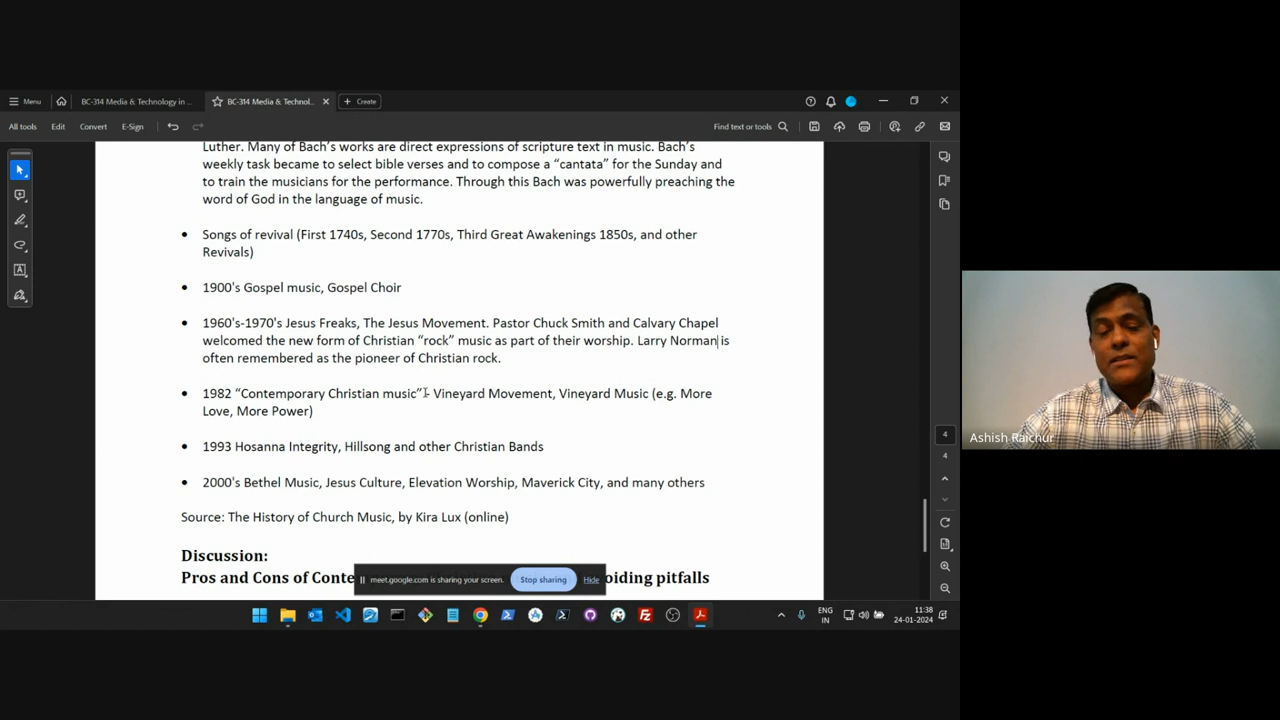 Menu
BC-314 Media & Technology in ...
BC-314 Media & Technol...
Create
All tools
Edit
Convert
E-Sign
Find text or tools
Luther. Many of Bach’s works are direct expressions of scripture text in music. Bach’s
weekly task became to select bible verses and to compose a “cantata” for the Sunday and
to train the musicians for the performance. Through this Bach was powerfully preaching the
word of God in the language of music.
• Songs of revival (First 1740s, Second 1770s, Third Great Awakenings 1850s, and other
Revivals)
• 1900's Gospel music, Gospel Choir
• 1960's-1970's Jesus Freaks, The Jesus Movement. Pastor Chuck Smith and Calvary Chapel
welcomed the new form of Christian “rock” music as part of their worship. Larry Norman is
often remembered as the pioneer of Christian rock.
• 1982 “Contemporary Christian music”- Vineyard Movement, Vineyard Music (e.g. More
Love, More Power)
• 1993 Hosanna Integrity, Hillsong and other Christian Bands
• 2000's Bethel Music, Jesus Culture, Elevation Worship, Maverick City, and many others
Source: The History of Church Music, by Kira Lux (online)
Discussion:
Pros and Cons of Conte
oiding pitfalls
meet.google.com is sharing your screen.
Stop sharing
Hide
4
4
ENG
IN
11:38
24-01-2024
Ashish Raichur